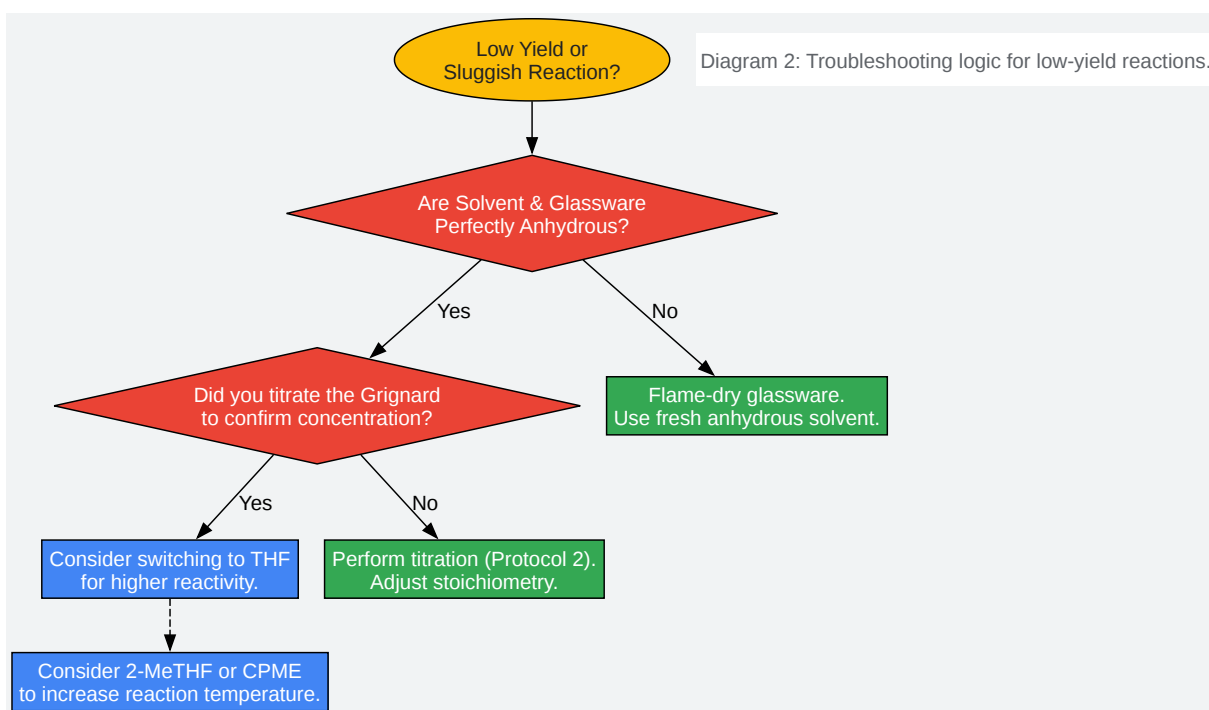 Low Yield or
Sluggish Reaction?
Diagram 2: Troubleshooting logic for low-yield reactions.
Are Solvent & Glassware
Perfectly Anhydrous?
Yes
No
Did you titrate the Grignard
to confirm concentration?
Flame-dry glassware.
Use fresh anhydrous solvent.
Yes
No
Consider switching to THF
for higher reactivity.
Perform titration (Protocol 2).
Adjust stoichiometry.
Consider 2-MeTHF or CPME
to increase reaction temperature.